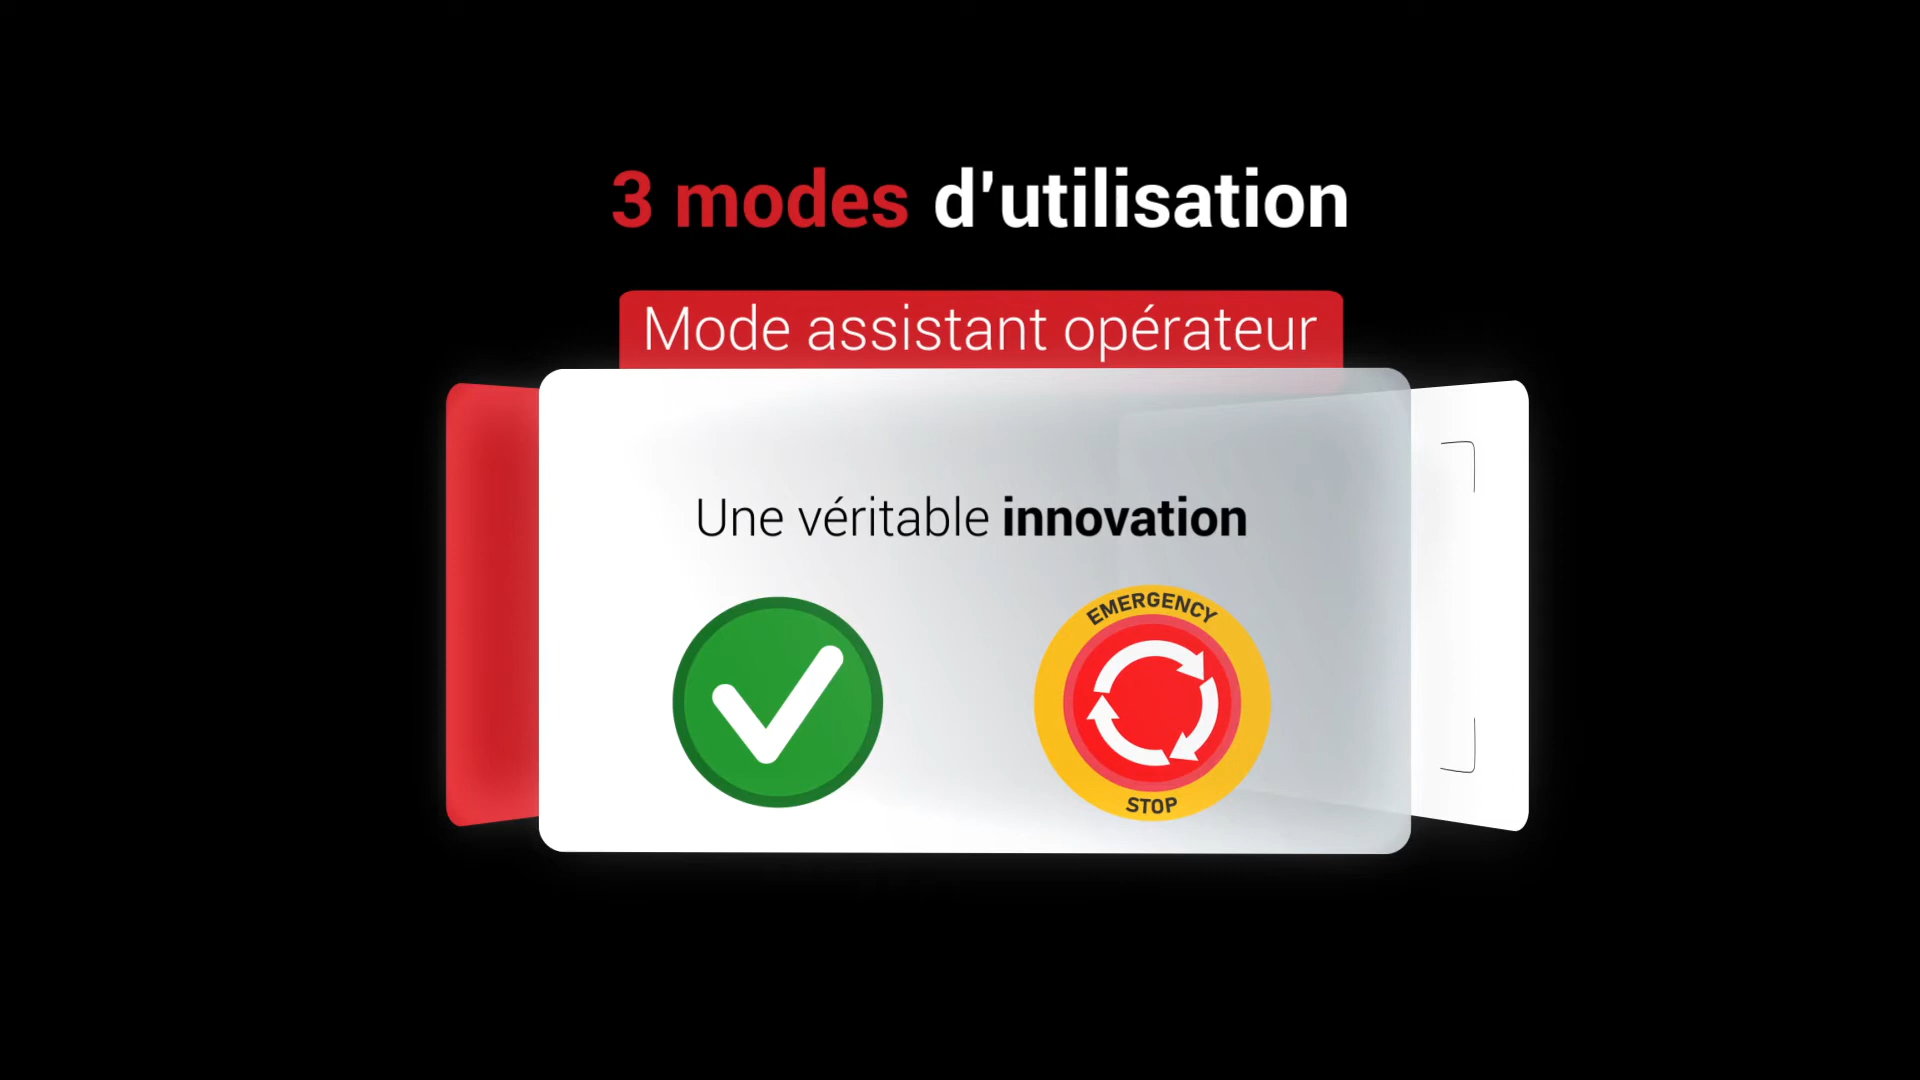 3 modes d'utilisation
Mode assistant opérateur
Une véritable innovation
EMERGENCY
STOP